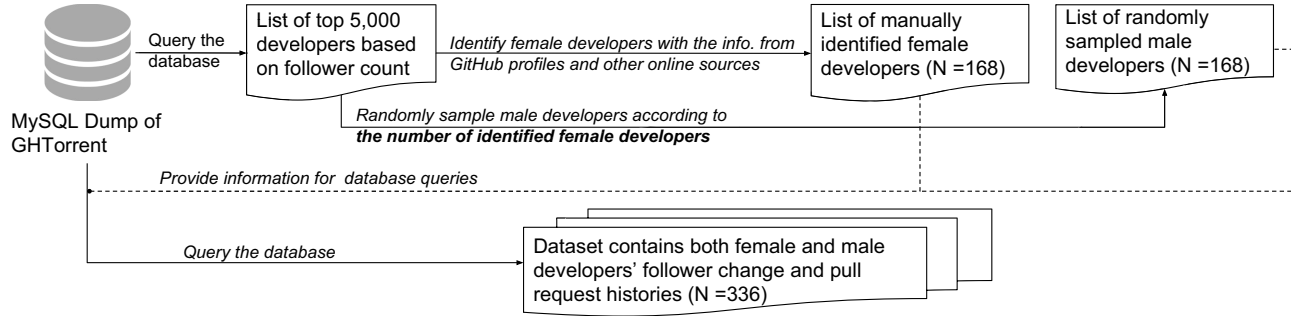 Query the
database
MySQL Dump of
GHTorrent
List of top 5,000
developers based
on follower count
Identify female developers with the info. from
GitHub profiles and other online sources
List of manually
identified female
developers (N =168)
List of randomly
sampled male
developers (N =168)
Randomly sample male developers according to
the number of identified female developers
Provide information for database queries
Query the database
Dataset contains both female and male
developers’ follower change and pull
request histories (N =336)